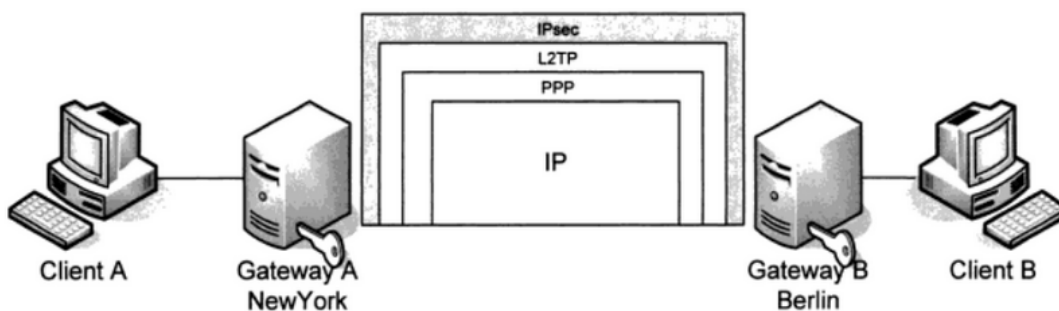 IPsec
L2TP
PPP
IP
Client A
Gateway A
NewYork
Gateway B
Berlin
Client B